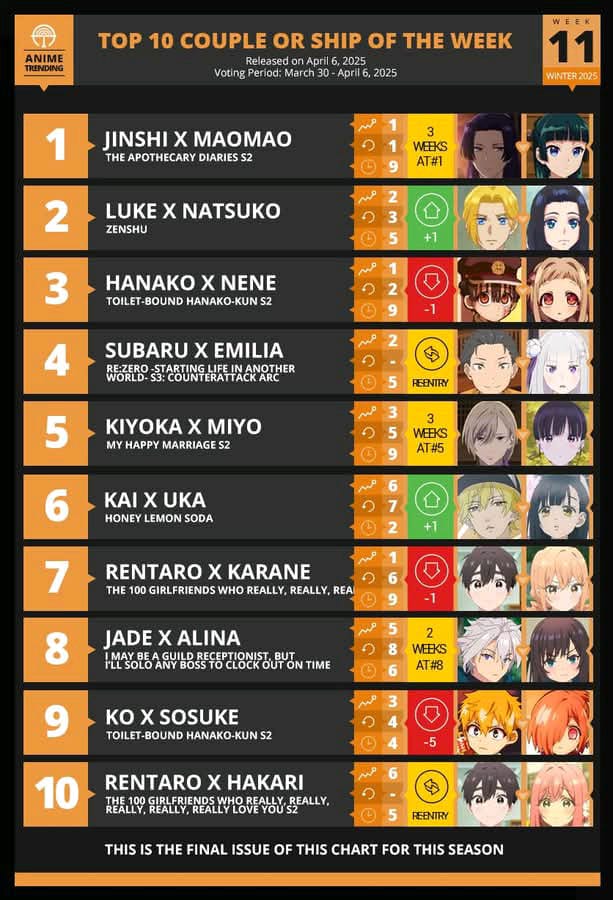 ANIME
TRENDING
TOP 10 COUPLE OR SHIP OF THE WEEK
Released on April 6, 2025
Voting Period: March 30 - April 6, 2025
WEEK
11
WINTER 2025
1
JINSHI X MAOMAO
THE APOTHECARY DIARIES S2
1
1
9
3
WEEKS
AT #1
2
LUKE X NATSUKO
ZENSHU
2
3
5
+1
3
HANAKO X NENE
TOILET-BOUND HANAKO-KUN S2
1
2
9
-1
4
SUBARU X EMILIA
RE:ZERO -STARTING LIFE IN ANOTHER
WORLD- S3: COUNTERATTACK ARC
2
-
5
RE-ENTRY
5
KIYOKA X MIYO
MY HAPPY MARRIAGE S2
3
5
9
3
WEEKS
AT #5
6
KAI X UKA
HONEY LEMON SODA
6
7
2
+1
7
RENTARO X KARANE
THE 100 GIRLFRIENDS WHO REALLY, REALLY, REA
1
6
9
-1
8
JADE X ALINA
I MAY BE A GUILD RECEPTIONIST, BUT
I'LL SOLO ANY BOSS TO CLOCK OUT ON TIME
5
8
6
2
WEEKS
AT #8
9
KO X SOSUKE
TOILET-BOUND HANAKO-KUN S2
3
4
4
-5
10
RENTARO X HAKARI
THE 100 GIRLFRIENDS WHO REALLY, REALLY,
REALLY, REALLY, REALLY LOVE YOU S2
6
-
5
RE-ENTRY
THIS IS THE FINAL ISSUE OF THIS CHART FOR THIS SEASON